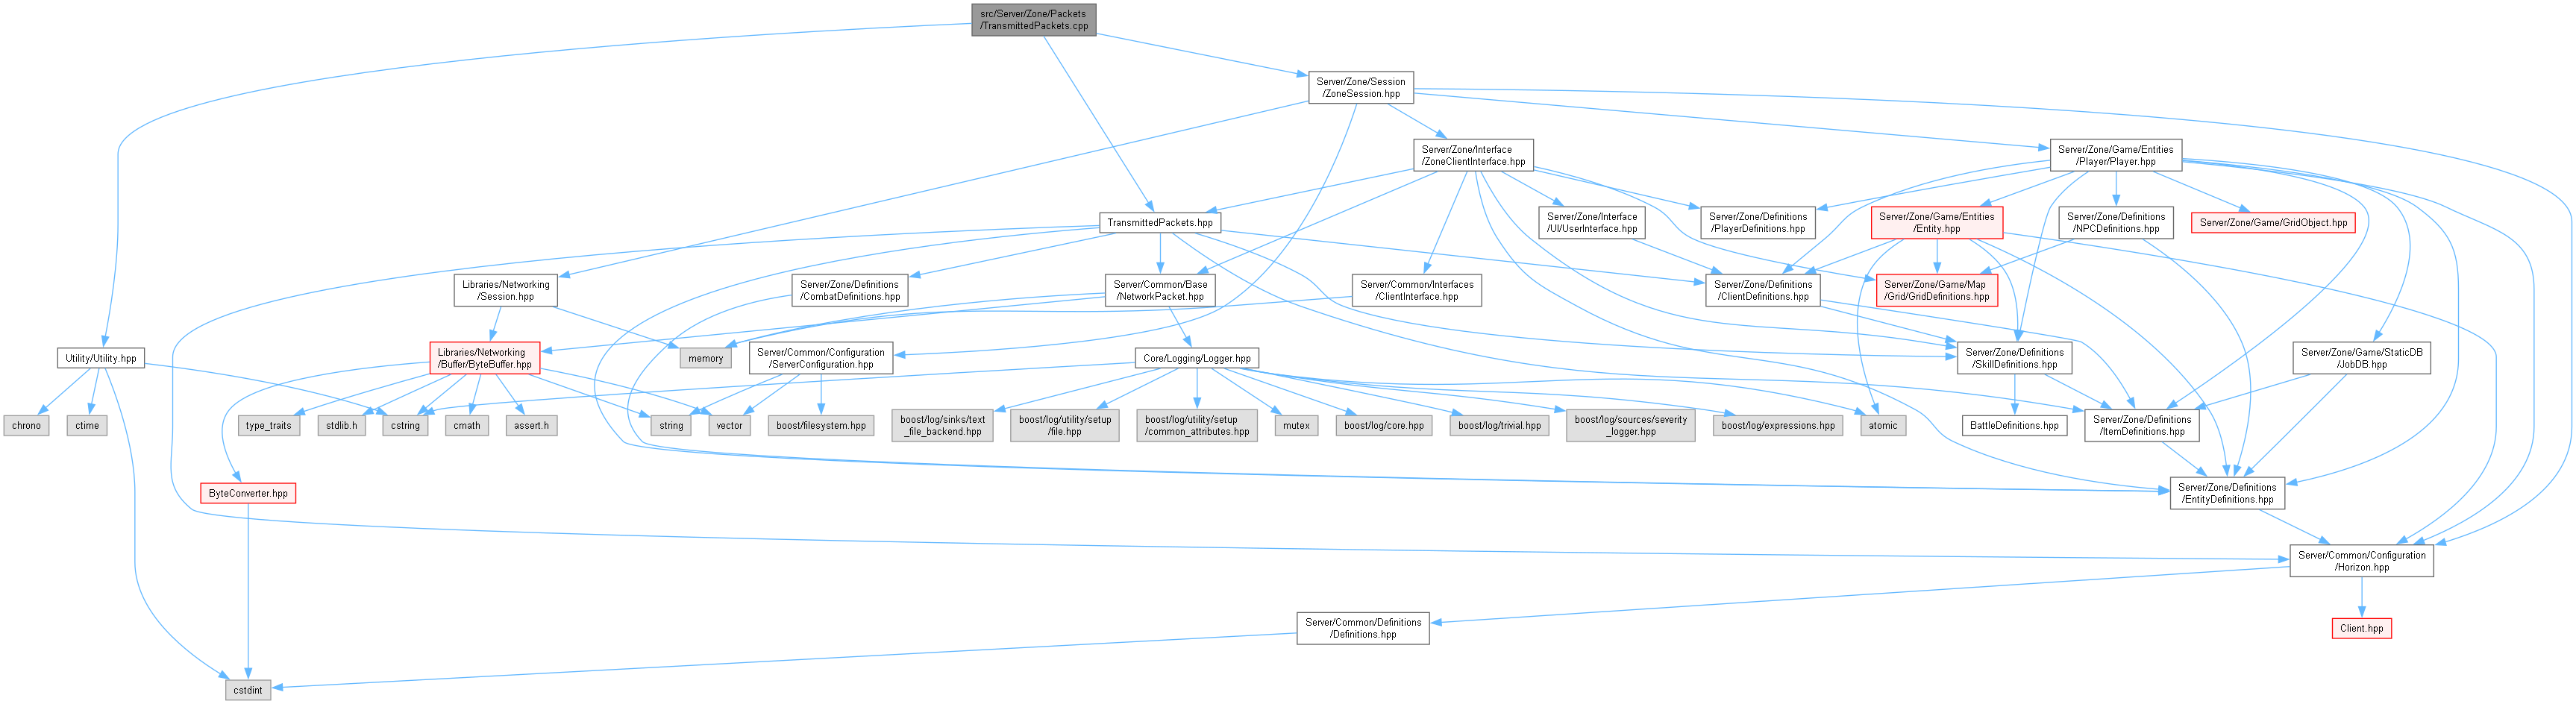 src/Server/Zone/Packets
/TransmittedPackets.cpp
Server/Zone/Session
/ZoneSession.hpp
Server/Zone/Interface
/ZoneClientInterface.hpp
Server/Zone/Game/Entities
/Player/Player.hpp
TransmittedPackets.hpp
Server/Zone/Interface
/UI/UserInterface.hpp
Server/Zone/Definitions
/PlayerDefinitions.hpp
Server/Zone/Game/Entities
/Entity.hpp
Server/Zone/Definitions
/NPCDefinitions.hpp
Server/Zone/Game/GridObject.hpp
Libraries/Networking
/Session.hpp
Server/Zone/Definitions
/CombatDefinitions.hpp
Server/Common/Base
/NetworkPacket.hpp
Server/Common/Interfaces
/ClientInterface.hpp
Server/Zone/Definitions
/ClientDefinitions.hpp
Server/Zone/Game/Map
/Grid/GridDefinitions.hpp
Utility/Utility.hpp
Libraries/Networking
/Buffer/ByteBuffer.hpp
memory
Server/Common/Configuration
/ServerConfiguration.hpp
Core/Logging/Logger.hpp
Server/Zone/Definitions
/SkillDefinitions.hpp
Server/Zone/Game/StaticDB
/JobDB.hpp
chrono
ctime
type_traits
stdlib.h
cstring
cmath
assert.h
string
vector
boost/filesystem.hpp
boost/log/sinks/text
_file_backend.hpp
boost/log/utility/setup
/file.hpp
boost/log/utility/setup
/common_attributes.hpp
mutex
boost/log/core.hpp
boost/log/trivial.hpp
boost/log/sources/severity
_logger.hpp
boost/log/expressions.hpp
atomic
BattleDefinitions.hpp
Server/Zone/Definitions
/ItemDefinitions.hpp
ByteConverter.hpp
Server/Zone/Definitions
/EntityDefinitions.hpp
Server/Common/Configuration
/Horizon.hpp
Server/Common/Definitions
/Definitions.hpp
Client.hpp
cstdint